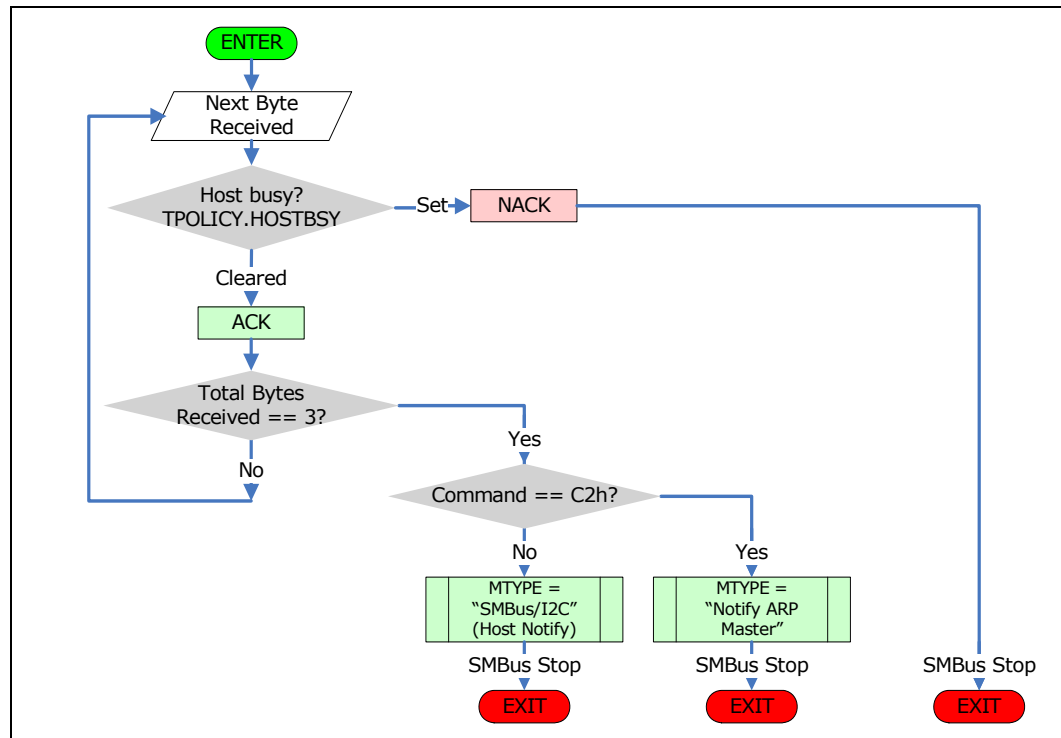 ENTER
Next Byte
Received
Host busy?
TPOLICY.HOSTBSY
Set
NACK
Cleared
ACK
Total Bytes
Received == 3?
Yes
No
Command == C2h?
No
Yes
MTYPE =
“SMBus/I2C”
(Host Notify)
MTYPE =
“Notify ARP
Master”
SMBus Stop
SMBus Stop
SMBus Stop
EXIT
EXIT
EXIT